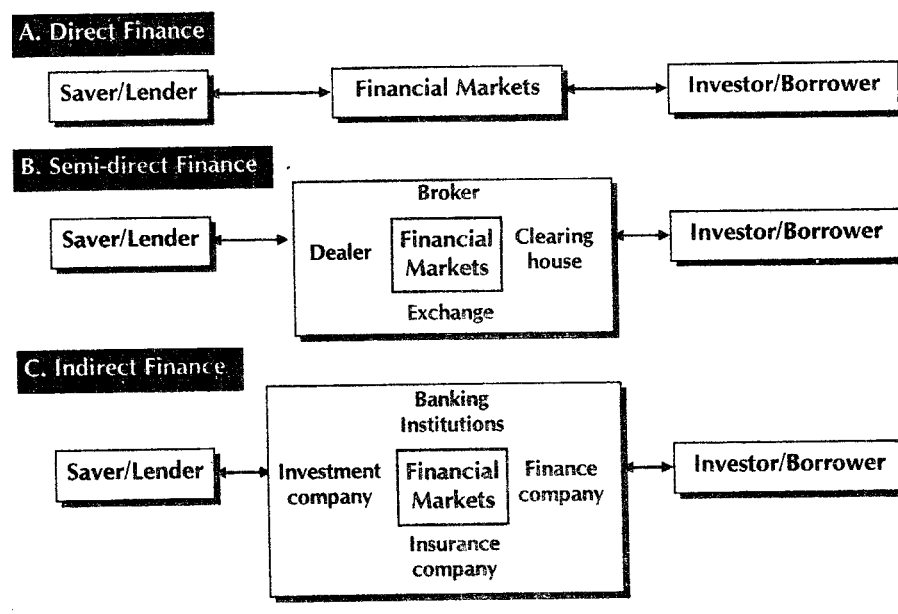 A. Direct Finance
Saver/Lender
Financial Markets
Investor/Borrower
B. Semi-direct Finance
Broker
Saver/Lender
Dealer
Financial
Markets
Clearing
house
Investor/Borrower
Exchange
C. Indirect Finance
Banking
Institutions
Saver/Lender
Investment
company
Financial
Markets
Finance
company
Investor/Borrower
Insurance
company